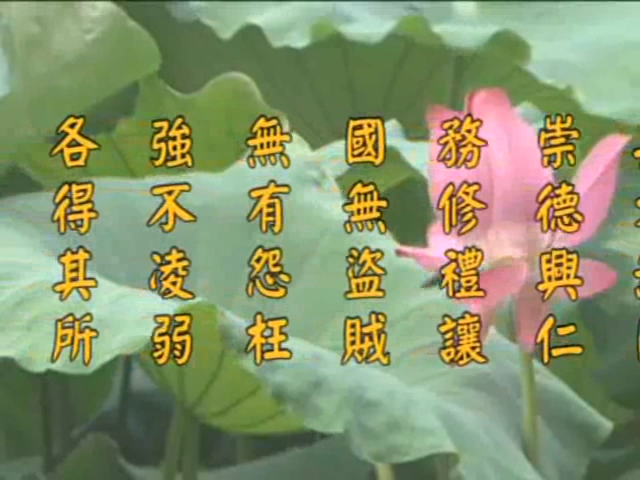 崇德興仁
務修禮讓
國無盜賊
無有怨枉
強不凌弱
各得其所